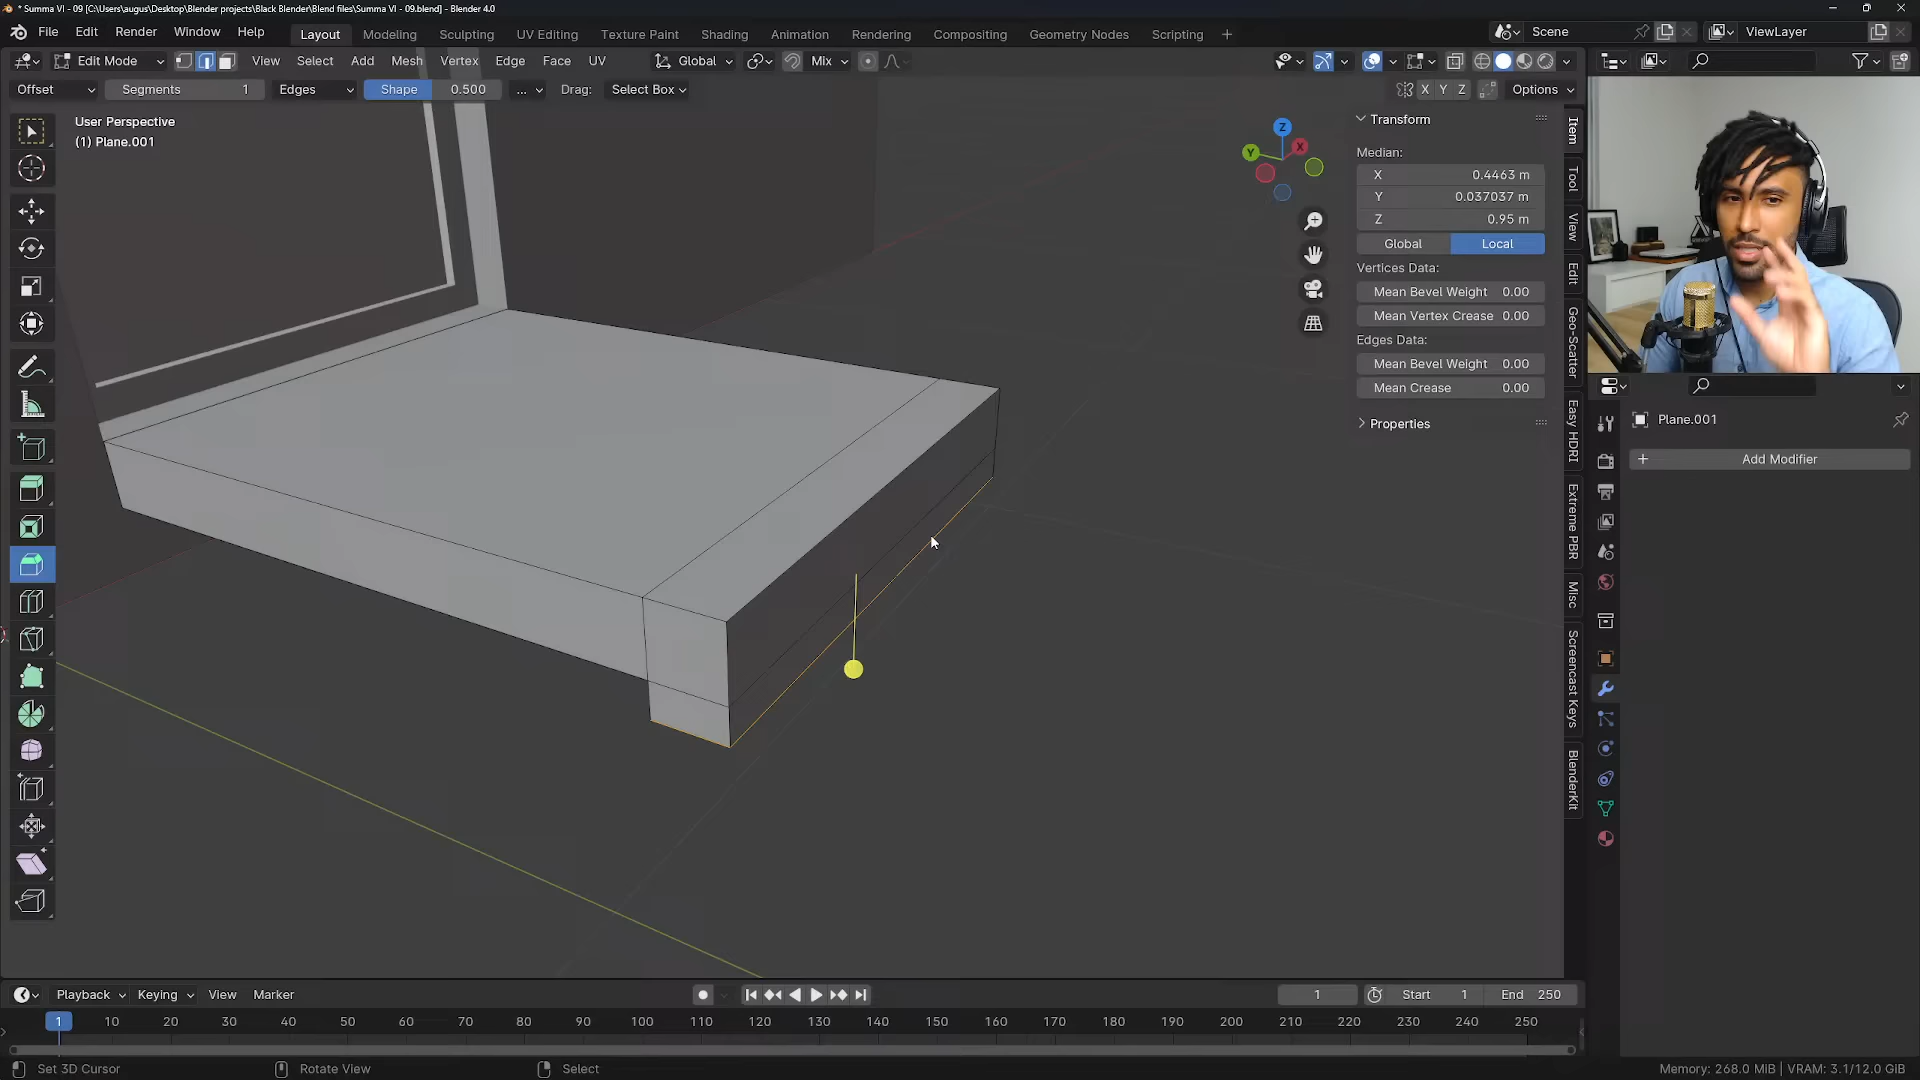 * Summa VI - 09 [C:\Users\augus\Desktop\Blender projects\Black Blender\Blend files\Summa VI - 09.blend] - Blender 4.0
File Edit Render Window Help Layout Modeling Sculpting UV Editing Texture Paint Shading Animation Rendering Compositing Geometry Nodes Scripting + Scene ViewLayer
Edit Mode View Select Add Mesh Vertex Edge Face UV Global Mix
Offset Segments 1 Edges Shape 0.500 ... Drag: Select Box X Y Z Options
User Perspective
(1) Plane.001
Z
Y
X
Transform
Median:
X 0.4463 m
Y 0.037037 m
Z 0.95 m
Global Local
Vertices Data:
Mean Bevel Weight 0.00
Mean Vertex Crease 0.00
Edges Data:
Mean Bevel Weight 0.00
Mean Crease 0.00
Properties
Item
Tool
View
Edit
Geo-Scatter
Easy HDRI
Extreme PBR
Misc
Screencast Keys
BlenderKit
Plane.001
+ Add Modifier
Playback Keying View Marker 1 Start 1 End 250
1 10 20 30 40 50 60 70 80 90 100 110 120 130 140 150 160 170 180 190 200 210 220 230 240 250
Set 3D Cursor Rotate View Select Memory: 268.0 MiB | VRAM: 3.1/12.0 GiB